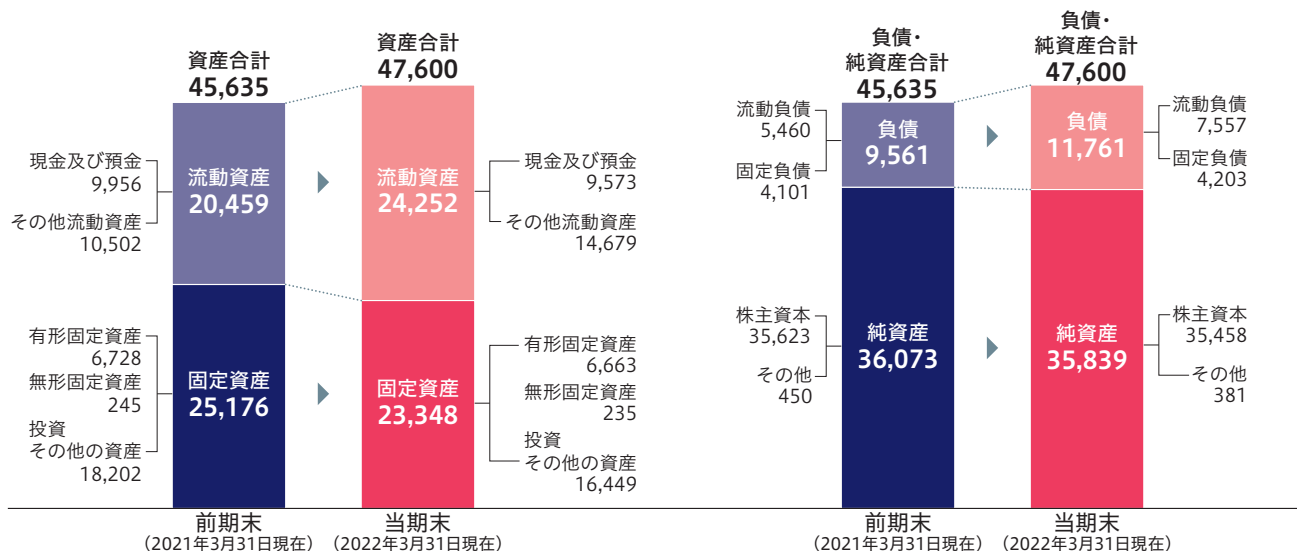 資産合計
45,635
流動資産
20,459
現金及び預金
9,956
その他流動資産
10,502
固定資産
25,176
有形固定資産
6,728
無形固定資産
245
投資
その他の資産
18,202
前期末
（2021年3月31日現在）
資産合計
47,600
流動資産
24,252
現金及び預金
9,573
その他流動資産
14,679
固定資産
23,348
有形固定資産
6,663
無形固定資産
235
投資
その他の資産
16,449
当期末
（2022年3月31日現在）
負債・
純資産合計
45,635
流動負債
5,460
固定負債
4,101
負債
9,561
株主資本
35,623
その他
450
純資産
36,073
前期末
（2021年3月31日現在）
負債・
純資産合計
47,600
負債
11,761
流動負債
7,557
固定負債
4,203
純資産
35,839
株主資本
35,458
その他
381
当期末
（2022年3月31日現在）